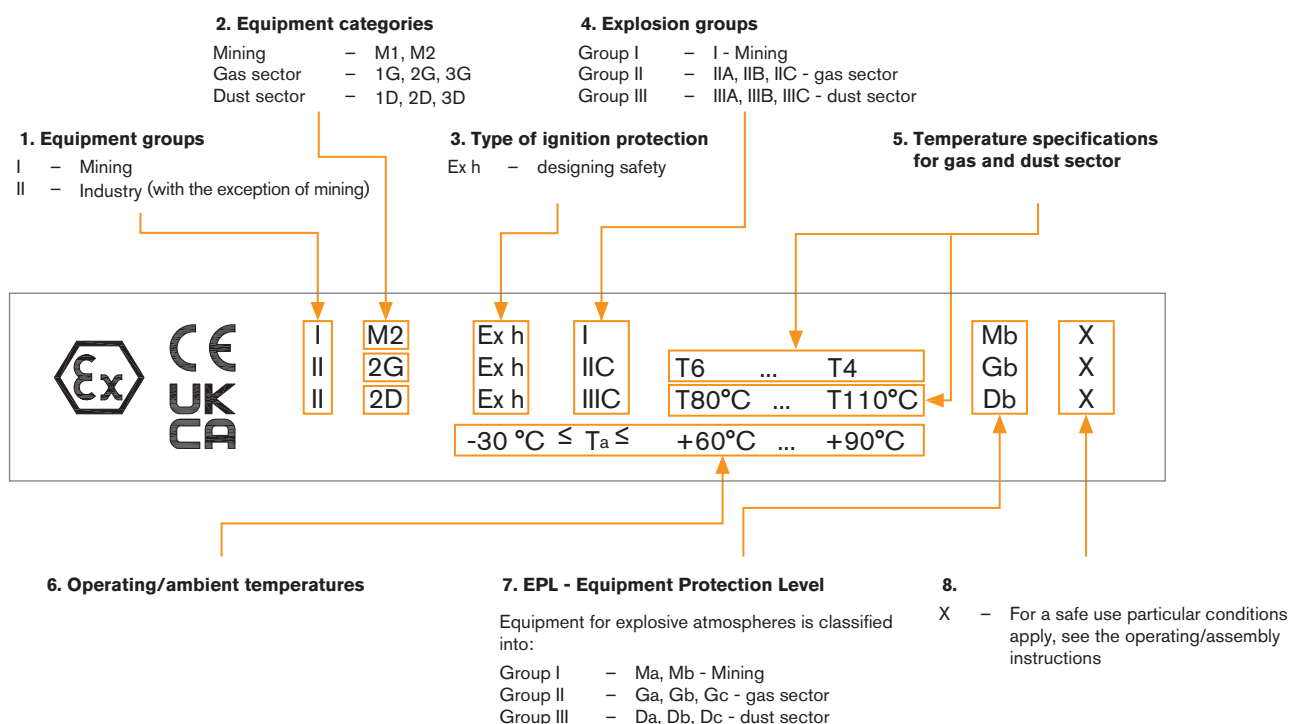 2. Equipment categories
Mining – M1, M2
Gas sector – 1G, 2G, 3G
Dust sector – 1D, 2D, 3D
4. Explosion groups
Group I – I - Mining
Group II – IIA, IIB, IIC - gas sector
Group III – IIIA, IIIB, IIIC - dust sector
1. Equipment groups
I – Mining
II – Industry (with the exception of mining)
3. Type of ignition protection
Ex h – designing safety
5. Temperature specifications
for gas and dust sector
Ex
CE
UK
CA
I M2 Ex h I Mb X
II 2G Ex h IIC T6 ... T4 Gb X
II 2D Ex h IIIC T80°C ... T110°C Db X
-30 °C ≤ Ta ≤ +60°C ... +90°C
6. Operating/ambient temperatures
7. EPL - Equipment Protection Level
Equipment for explosive atmospheres is classified
into:
Group I – Ma, Mb - Mining
Group II – Ga, Gb, Gc - gas sector
Group III – Da, Db, Dc - dust sector
8.
X – For a safe use particular conditions
apply, see the operating/assembly
instructions